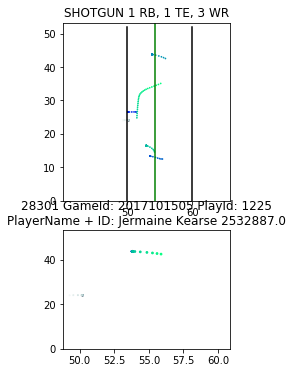 SHOTGUN 1 RB, 1 TE, 3 WR
50
40
30
20
10
0
50
60
28301 GameId: 2017101505 PlayId: 1225
PlayerName + ID: Jermaine Kearse 2532887.0
40
20
0
50.0 52.5 55.0 57.5 60.0